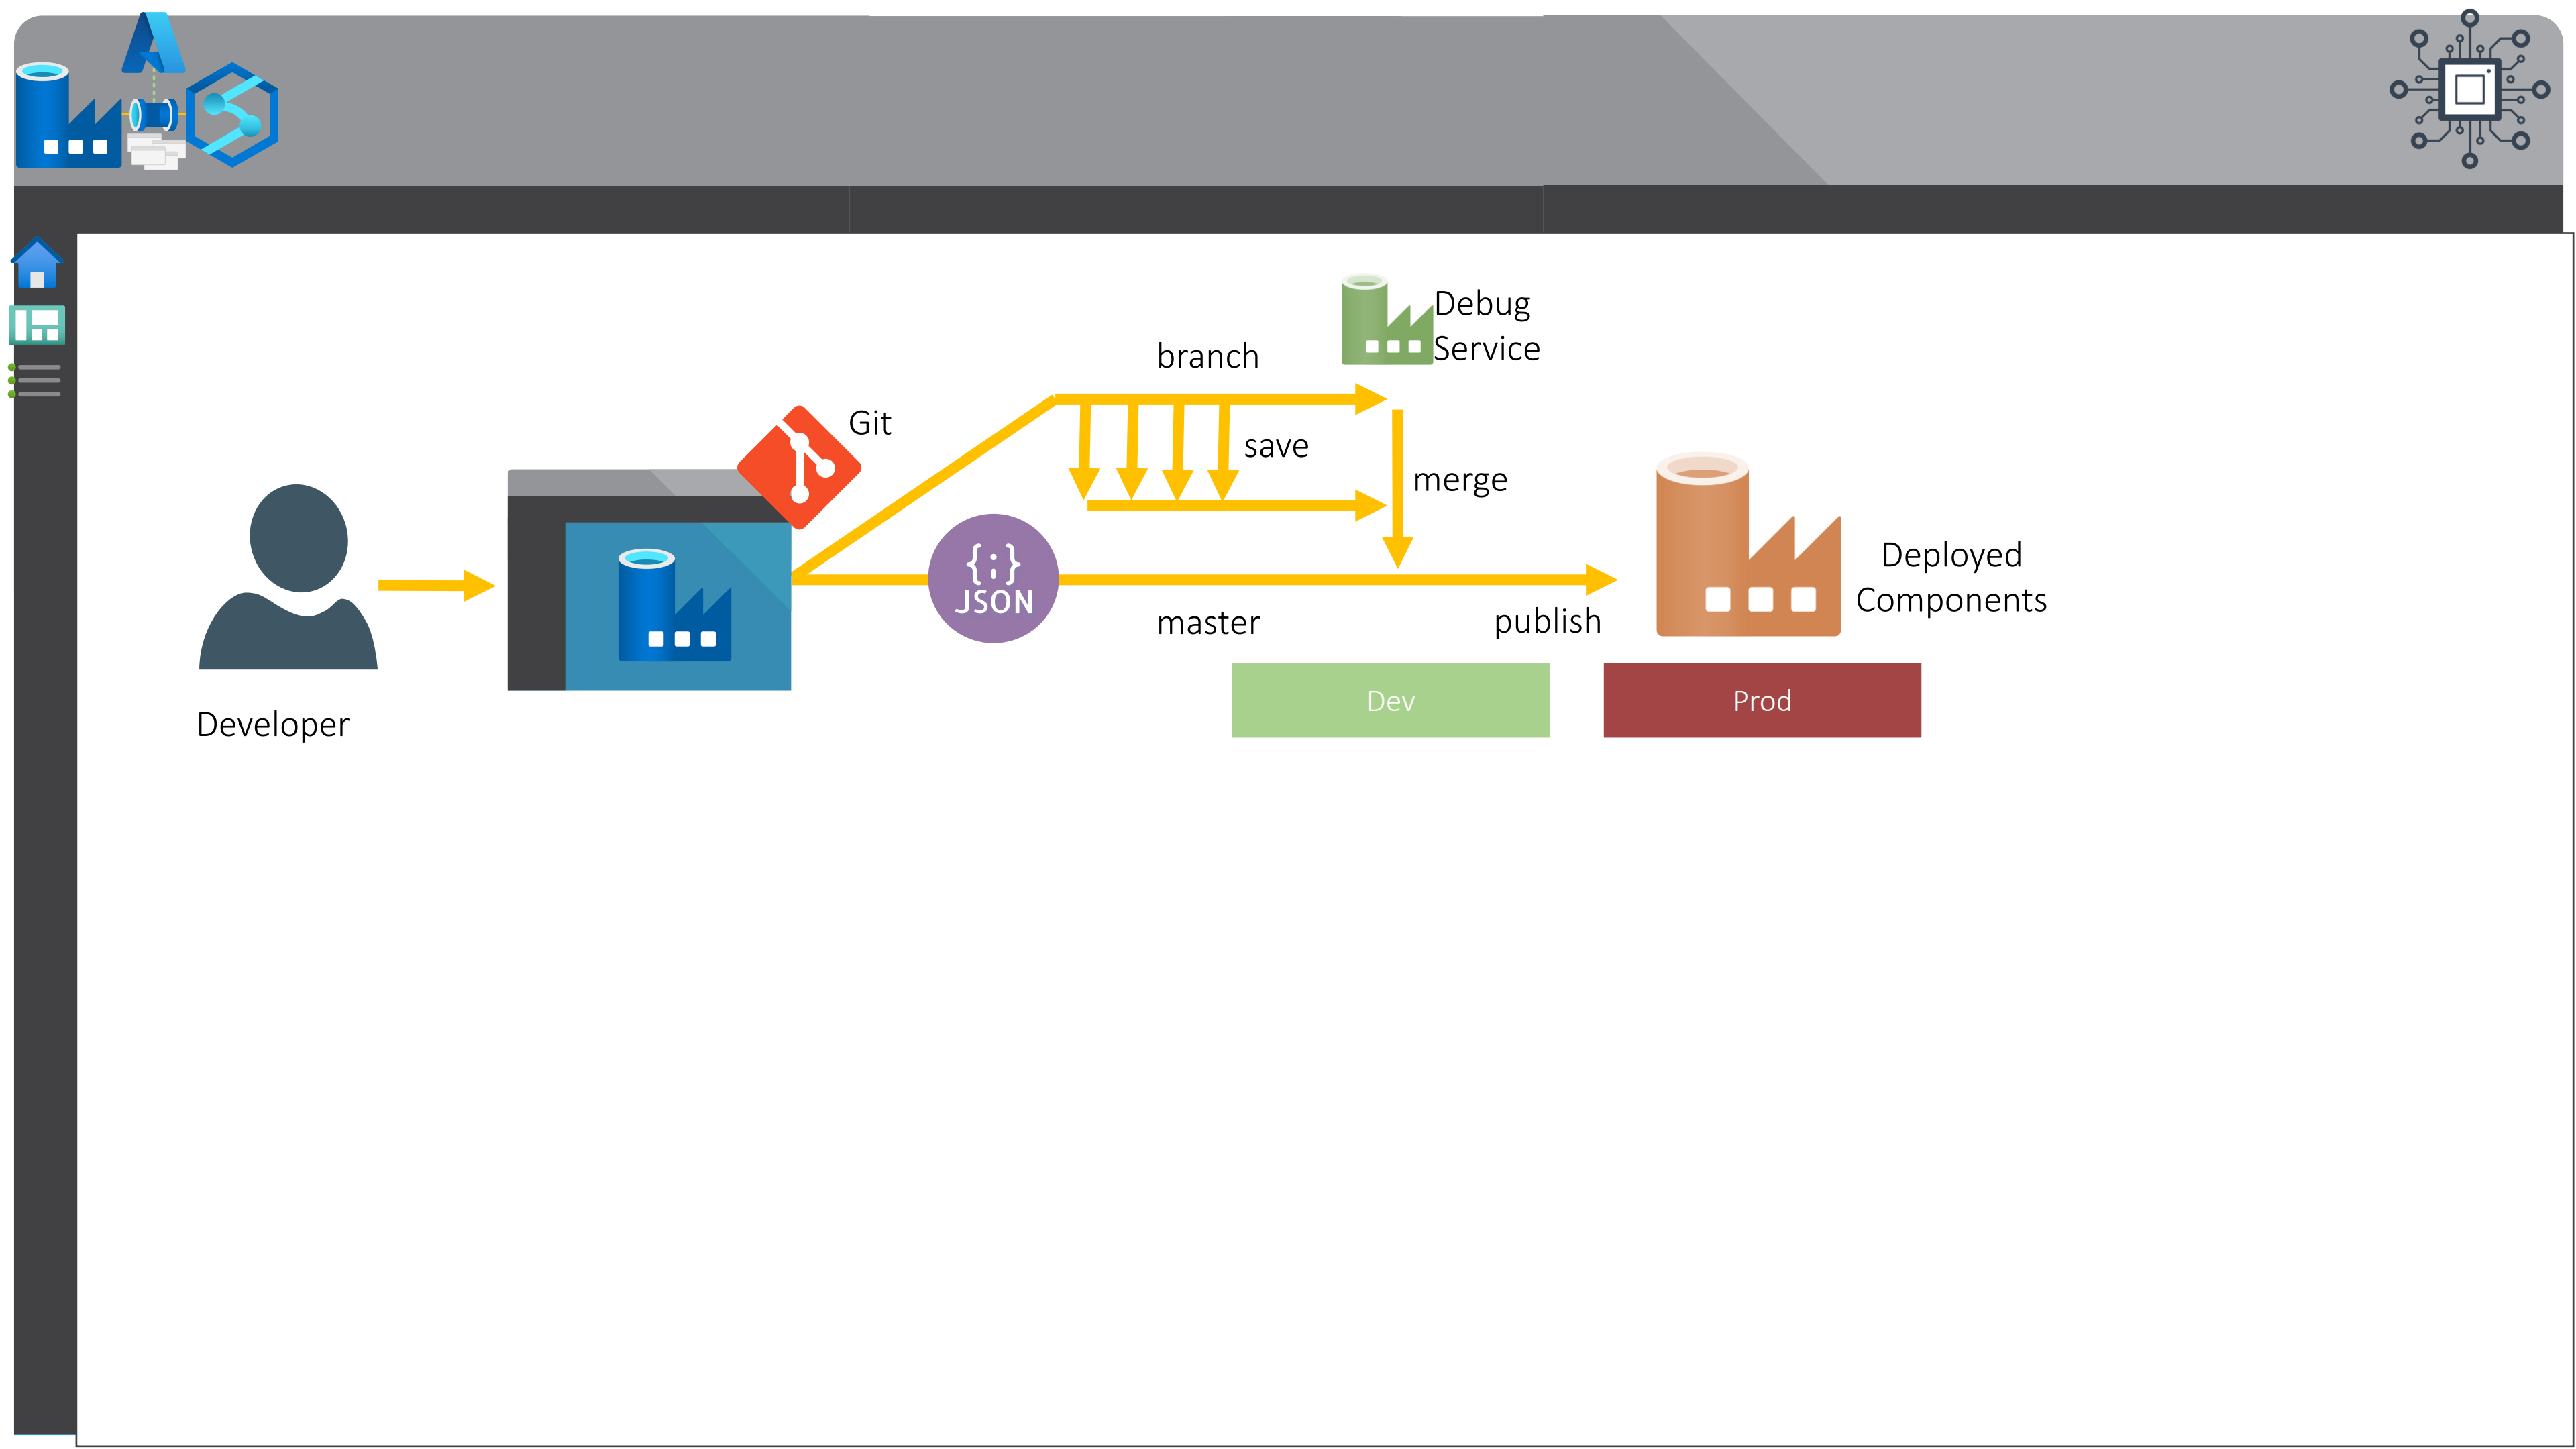 Debug
Service
branch
Git
save
merge
{;}
JSON
Deployed
Components
master
publish
Dev
Prod
Developer